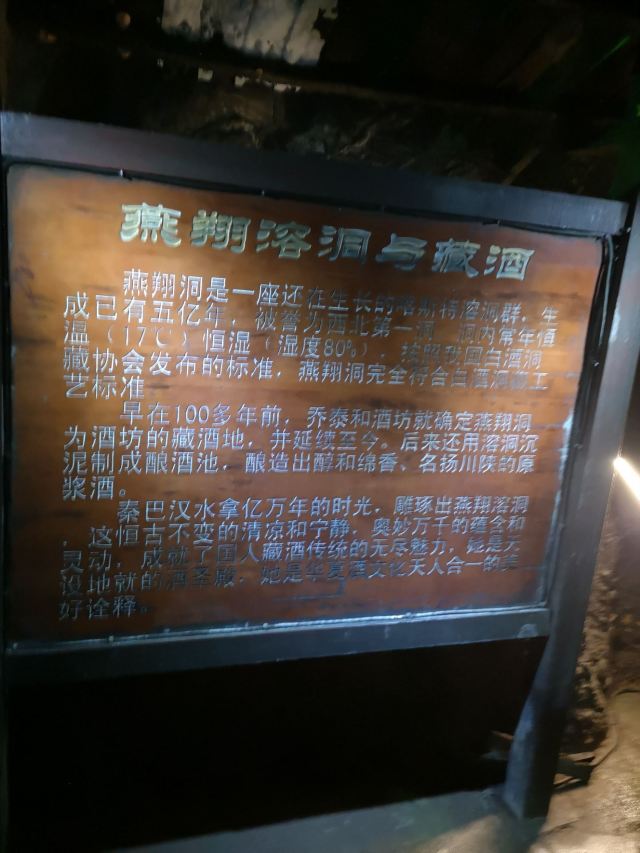 燕翔溶洞与藏酒
燕翔洞是一座还在生长的喀斯特溶洞群，生
成已有五亿年，被誉为西北第一洞，洞内常年恒
温（17℃）恒湿（湿度80%），按照我国白酒洞
藏协会发布的标准，燕翔洞完全符合白酒洞藏工
艺标准
早在100多年前，乔泰和酒坊就确定燕翔洞
为酒坊的藏酒地，并延续至今。后来还用溶洞沉
泥制成酿酒池，酿造出醇和绵香、名扬川陕的原
浆酒。
秦巴汉水拿亿万年的时光，雕琢出燕翔溶洞
，这恒古不变的清凉和宁静，奥妙万千的蕴含和
灵动，成就了国人藏酒传统的无尽魅力，她是天
设地就的酒圣殿，她是华夏酒文化天人合一的美
好诠释。